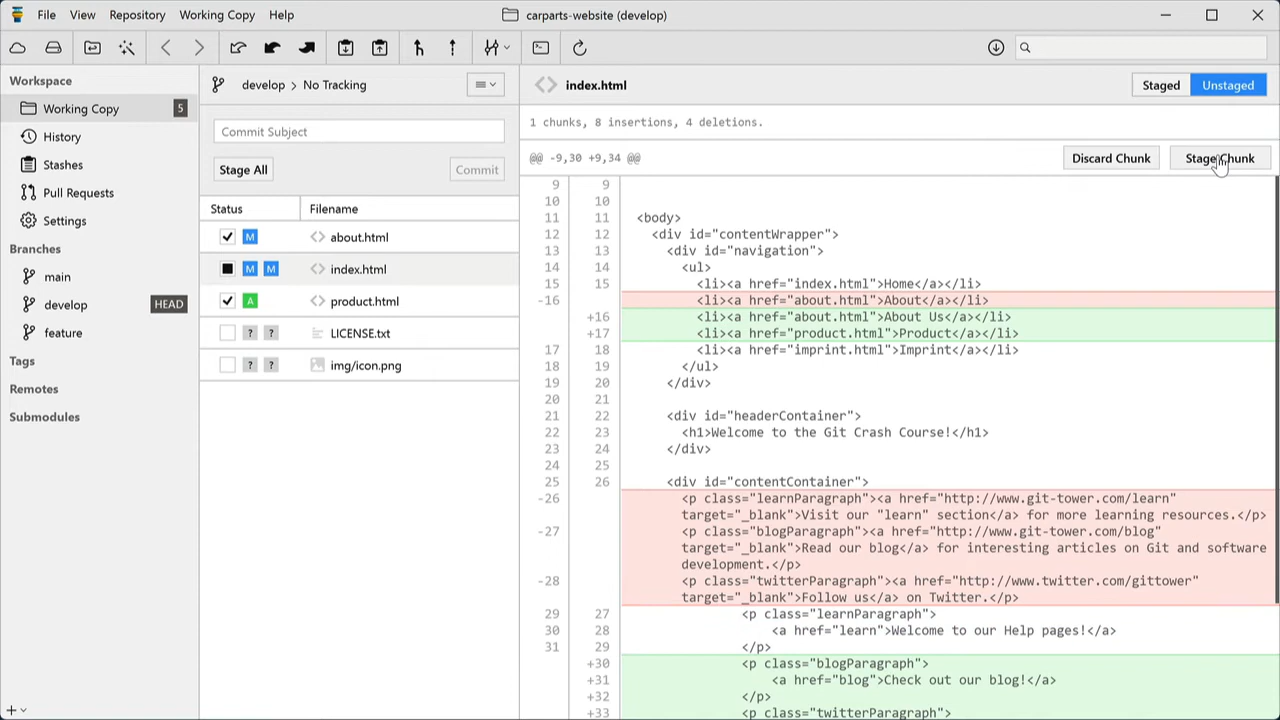 File View Repository Working Copy Help carparts-website (develop)
Workspace
Working Copy 5
History
Stashes
Pull Requests
Settings
Branches
main
develop HEAD
feature
Tags
Remotes
Submodules
develop > No Tracking
Commit Subject
Stage All Commit
Status Filename
M about.html
M M index.html
A product.html
? ? LICENSE.txt
? ? img/icon.png
index.html Staged Unstaged
1 chunks, 8 insertions, 4 deletions.
@@ -9,30 +9,34 @@ Discard Chunk Stage Chunk
9 9
10 10
11 11 <body>
12 12 <div id="contentWrapper">
13 13 <div id="navigation">
14 14 <ul>
15 15 <li><a href="index.html">Home</a></li>
-16 <li><a href="about.html">About</a></li>
+16 <li><a href="about.html">About Us</a></li>
+17 <li><a href="product.html">Product</a></li>
17 18 <li><a href="imprint.html">Imprint</a></li>
18 19 </ul>
19 20 </div>
20 21
21 22 <div id="headerContainer">
22 23 <h1>Welcome to the Git Crash Course!</h1>
23 24 </div>
24 25
25 26 <div id="contentContainer">
-26 <p class="learnParagraph"><a href="http://www.git-tower.com/learn"
target="_blank">Visit our "learn" section</a> for more learning resources.</p>
-27 <p class="blogParagraph"><a href="http://www.git-tower.com/blog"
target="_blank">Read our blog</a> for interesting articles on Git and software
development.</p>
-28 <p class="twitterParagraph"><a href="http://www.twitter.com/gittower"
target="_blank">Follow us</a> on Twitter.</p>
29 27 <p class="learnParagraph">
30 28 <a href="learn">Welcome to our Help pages!</a>
31 29 </p>
+30 <p class="blogParagraph">
+31 <a href="blog">Check out our blog!</a>
+32 </p>
+33 <p class="twitterParagraph">